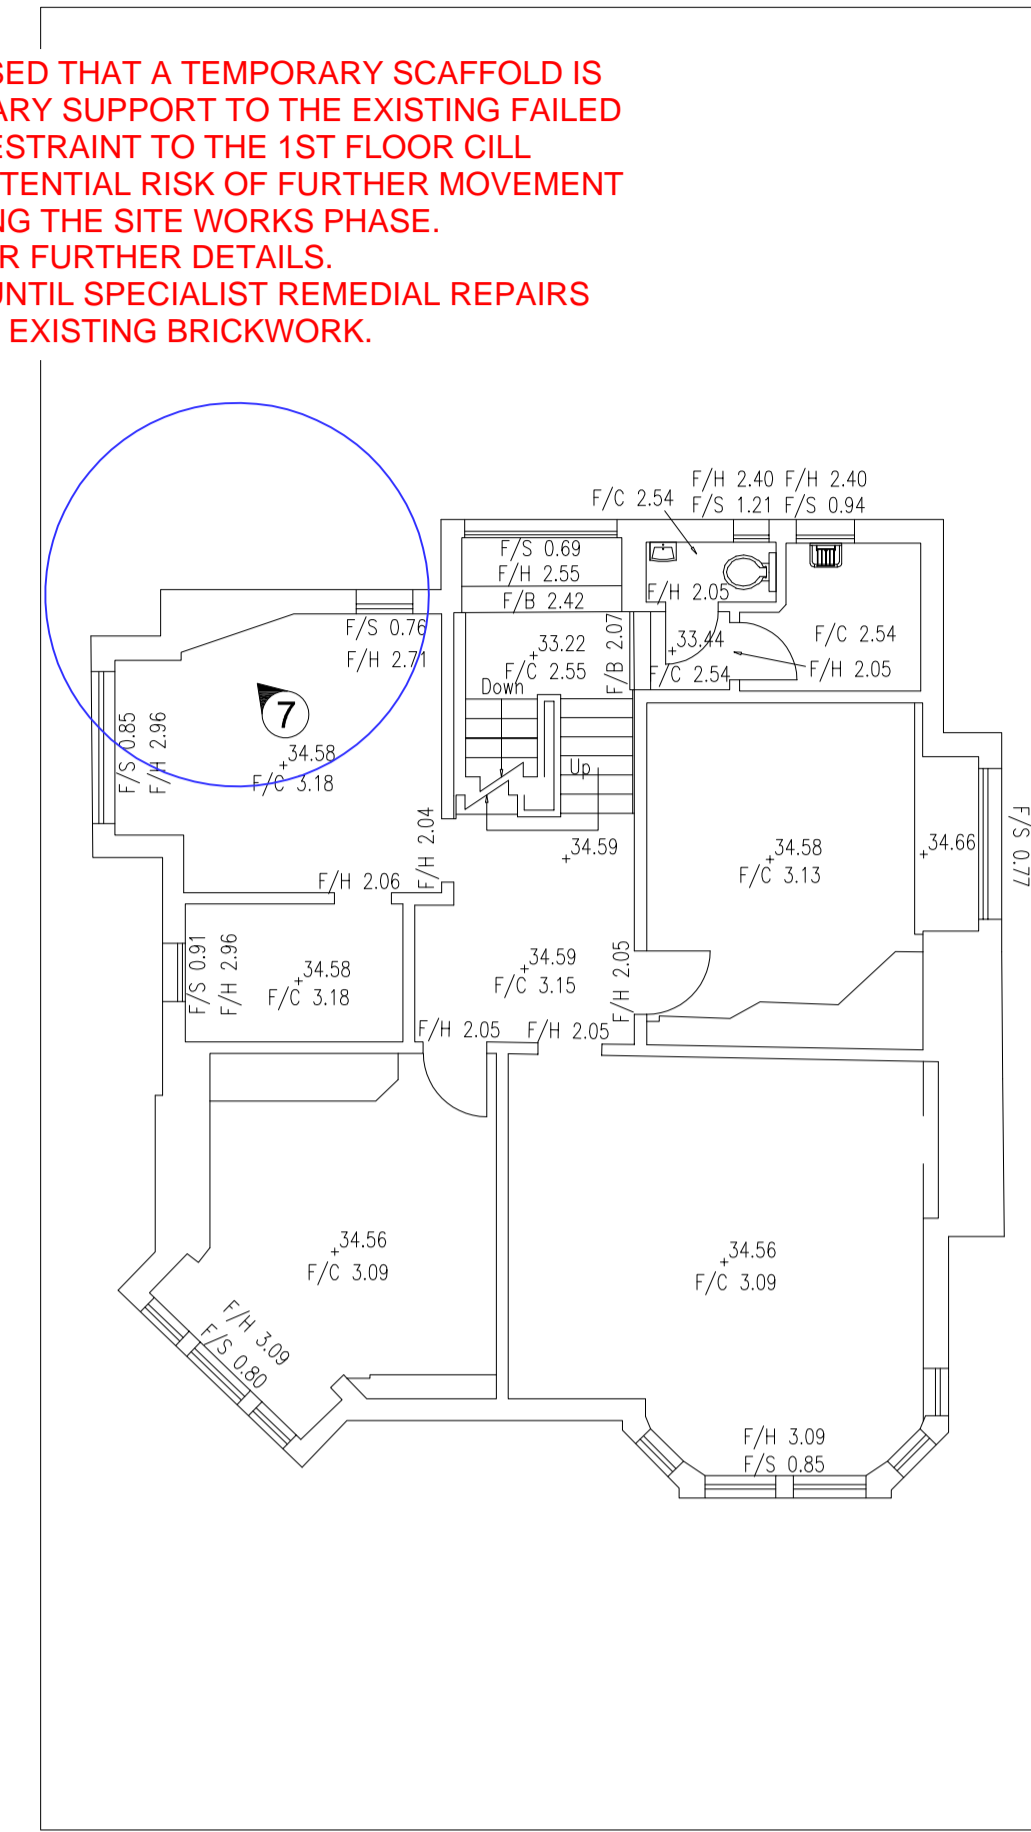 SED THAT A TEMPORARY SCAFFOLD IS
ARY SUPPORT TO THE EXISTING FAILED
ESTRAINT TO THE 1ST FLOOR CILL
TENTIAL RISK OF FURTHER MOVEMENT
NG THE SITE WORKS PHASE.
R FURTHER DETAILS.
UNTIL SPECIALIST REMEDIAL REPAIRS
EXISTING BRICKWORK.
F/H 2.40 F/H 2.40
F/C 2.54
F/S 1.21 F/S 0.94
F/S 0.69
F/H 2.55
F/B 2.42
F/H 2.05
F/S 0.76
F/H 2.71
33.22
F/C 2.55
F/B 2.07
33.44
F/C 2.54
F/C 2.54
F/H 2.05
Down
Up
7
F/S 0.85
F/H 2.96
34.58
F/C 3.18
F/H 2.04
34.59
34.58
F/C 3.13
34.66
F/S 0.77
F/H 2.06
F/S 0.91
F/H 2.96
34.58
F/C 3.18
34.59
F/C 3.15
F/H 2.05
F/H 2.05
F/H 2.05
34.56
F/C 3.09
34.56
F/C 3.09
F/H 3.09
F/S 0.80
F/H 3.09
F/S 0.85